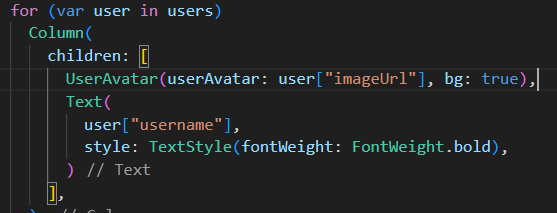 for (var user in users)
Column(
children: [
UserAvatar(userAvatar: user["imageUrl"], bg: true),
Text(
user["username"],
style: TextStyle(fontWeight: FontWeight.bold),
) // Text
],